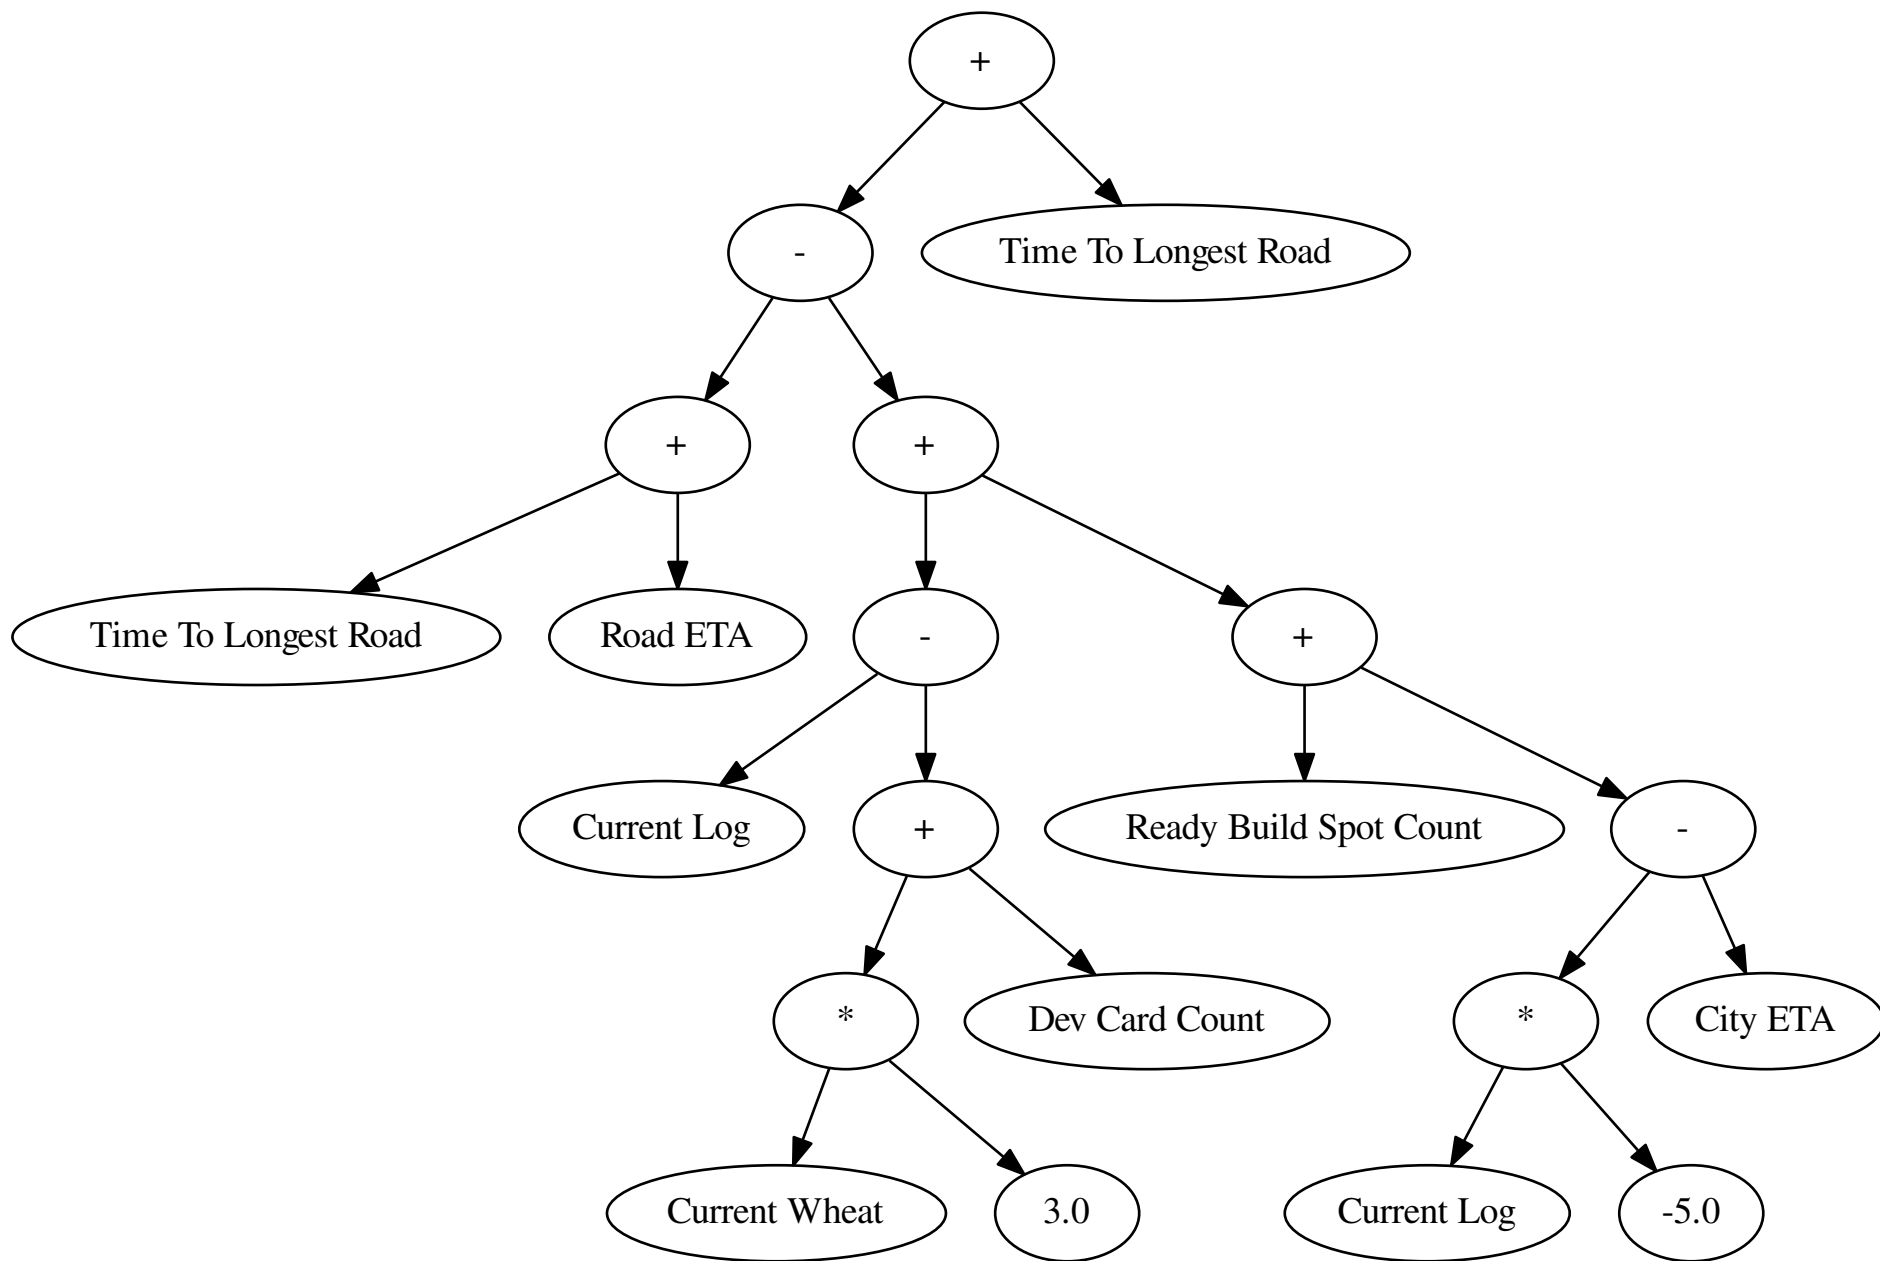 +
-
Time To Longest Road
+
+
Time To Longest Road
Road ETA
-
+
Current Log
+
Ready Build Spot Count
-
*
Dev Card Count
*
City ETA
Current Wheat
3.0
Current Log
-5.0